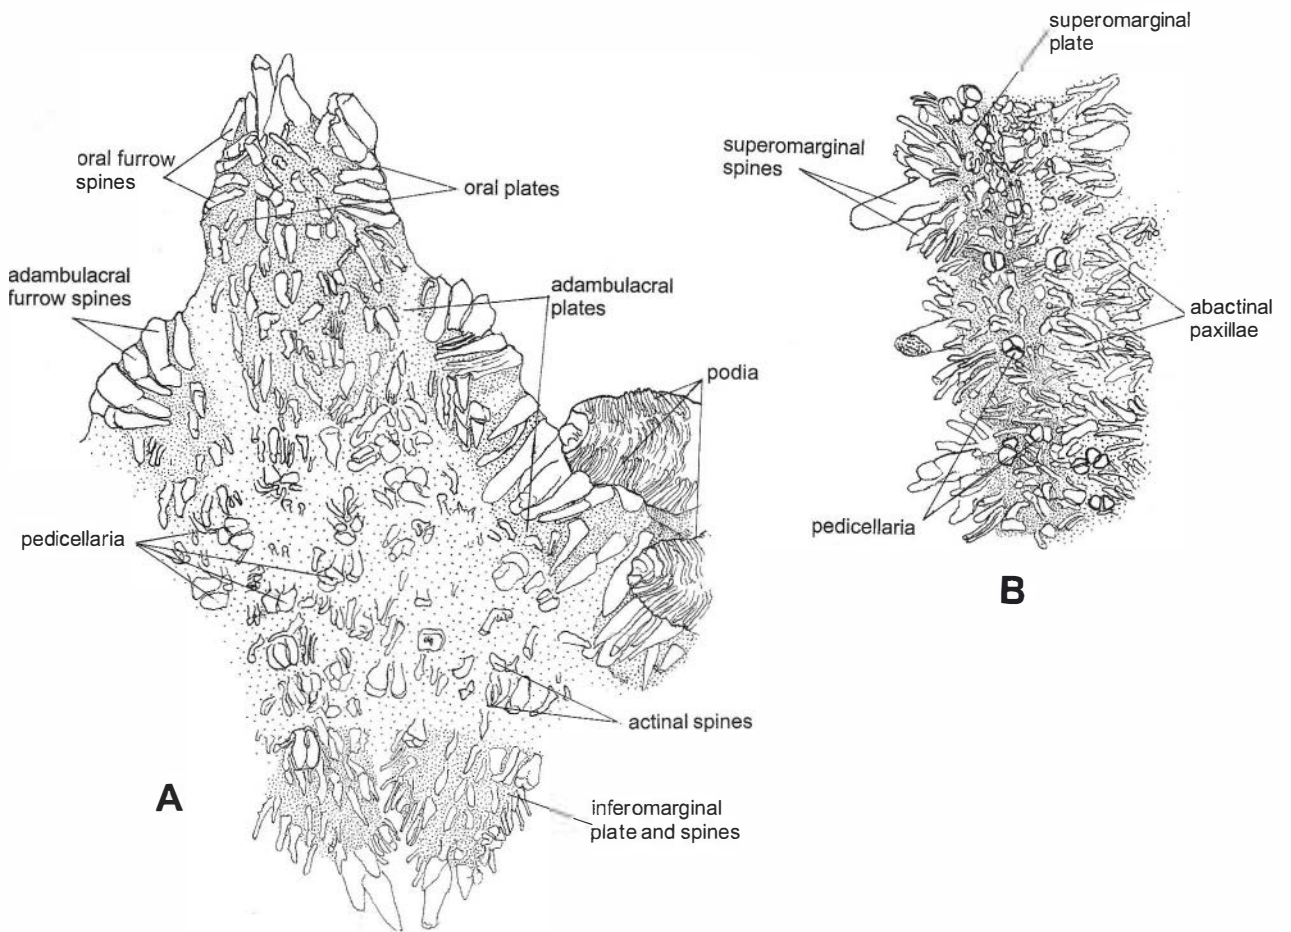 superomarginal
plate
superomarginal
spines
oral furrow
spines
oral plates
adambulacral
furrow spines
adambulacral
plates
abactinal
paxillae
podia
pedicellaria
pedicellaria
B
actinal spines
A
inferomarginal
plate and spines